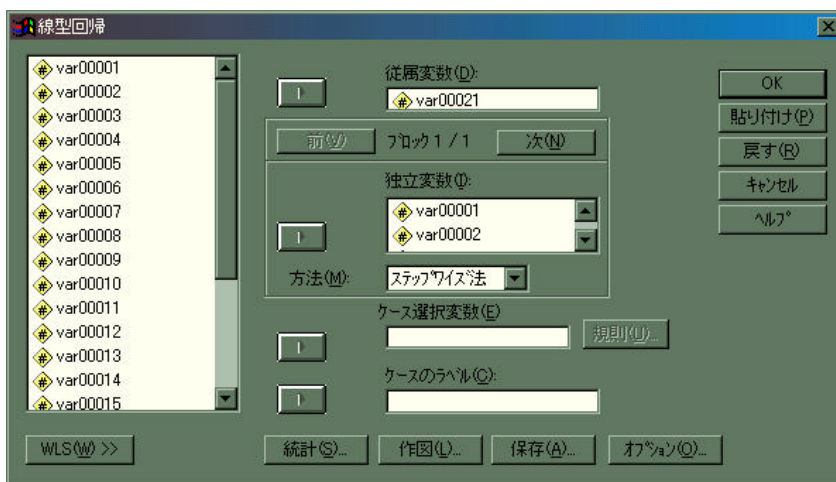 線型回帰
var00001
var00002
var00003
var00004
var00005
var00006
var00007
var00008
var00009
var00010
var00011
var00012
var00013
var00014
var00015
WLS(W) >>
従属変数(D):
var00021
前(V)
ブロック 1 / 1
次(N)
独立変数(I):
var00001
var00002
方法(M):
ステップワイズ法
ケース選択変数(E)
規則(U)...
ケースのラベル(C):
統計(S)...
作図(L)...
保存(A)...
オプション(O)...
OK
貼り付け(P)
戻す(R)
キャンセル
ヘルプ